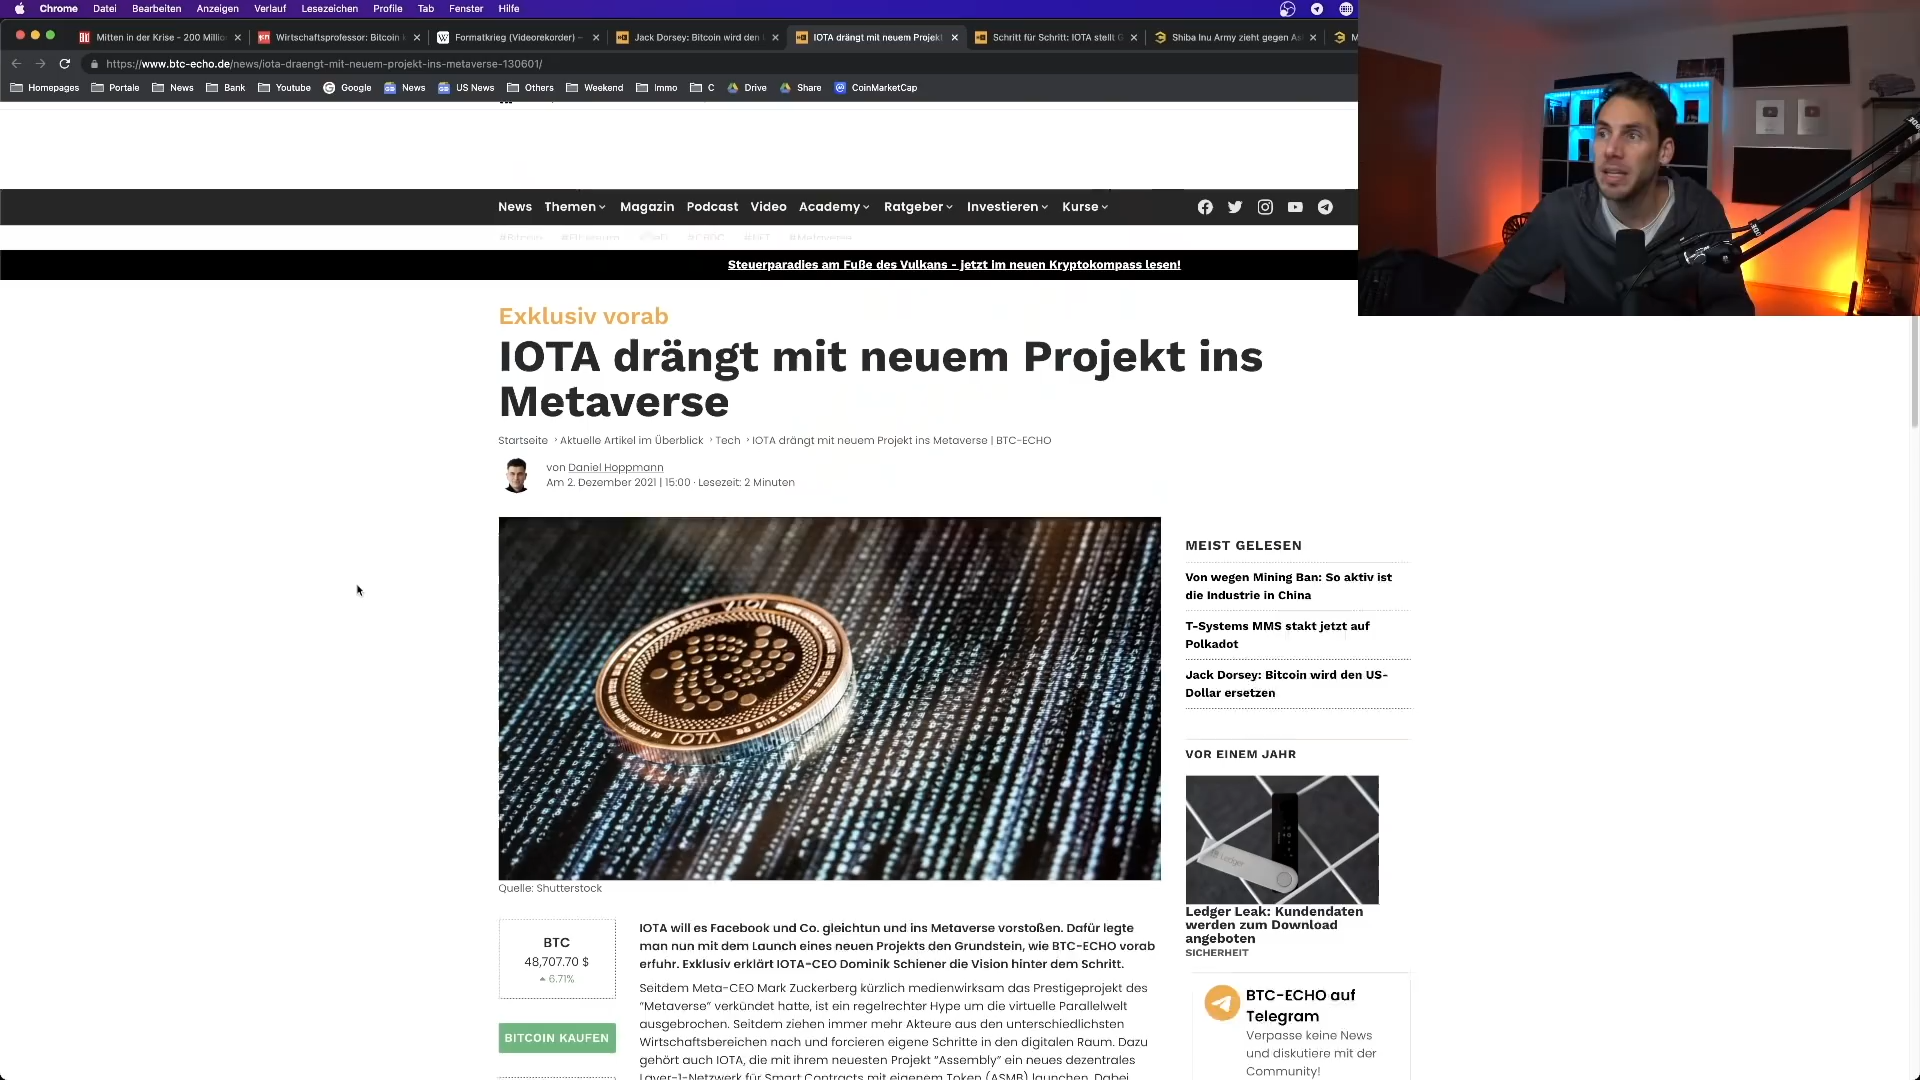 Chrome Datei Bearbeiten Anzeigen Verlauf Lesezeichen Profile Tab Fenster Hilfe
Mitten in der Krise - 200 Millio
Wirtschaftsprofessor: Bitcoin
Formatkrieg (Videorekorder) –
Jack Dorsey: Bitcoin wird den
IOTA drängt mit neuem Projekt
Schritt für Schritt: IOTA stellt
Shiba Inu Army zieht gegen
https://www.btc-echo.de/news/iota-draengt-mit-neuem-projekt-ins-metaverse-130601/
Homepages Portale News Bank Youtube Google News US News Others Weekend Immo C Drive Share CoinMarketCap
News Themen Magazin Podcast Video Academy Ratgeber Investieren Kurse
#NFT #Metaverse
Steuerparadies am Fuße des Vulkans - jetzt im neuen Kryptokompass lesen!
Exklusiv vorab
IOTA drängt mit neuem Projekt ins
Metaverse
Startseite › Aktuelle Artikel im Überblick › Tech › IOTA drängt mit neuem Projekt ins Metaverse | BTC-ECHO
von Daniel Hoppmann
Am 2. Dezember 2021 | 15:00 · Lesezeit: 2 Minuten
IOTA
Quelle: Shutterstock
BTC
48,707.70 $
6.71%
BITCOIN KAUFEN
IOTA will es Facebook und Co. gleichtun und ins Metaverse vorstoßen. Dafür legte
man nun mit dem Launch eines neuen Projekts den Grundstein, wie BTC-ECHO vorab
erfuhr. Exklusiv erklärt IOTA-CEO Dominik Schiener die Vision hinter dem Schritt.
Seitdem Meta-CEO Mark Zuckerberg kürzlich medienwirksam das Prestigeprojekt des
“Metaverse” verkündet hatte, ist ein regelrechter Hype um die virtuelle Parallelwelt
ausgebrochen. Seitdem ziehen immer mehr Akteure aus den unterschiedlichsten
Wirtschaftsbereichen nach und forcieren eigene Schritte in den digitalen Raum. Dazu
gehört auch IOTA, die mit ihrem neuesten Projekt “Assembly” ein neues dezentrales
Layer-1-Netzwerk für Smart Contracts mit eigenem Token (ASMB) launchen. Dabei
MEIST GELESEN
Von wegen Mining Ban: So aktiv ist
die Industrie in China
T-Systems MMS stakt jetzt auf
Polkadot
Jack Dorsey: Bitcoin wird den US-
Dollar ersetzen
VOR EINEM JAHR
Ledger
Ledger Leak: Kundendaten
werden zum Download
angeboten
SICHERHEIT
BTC-ECHO auf
Telegram
Verpasse keine News
und diskutiere mit der
Community!